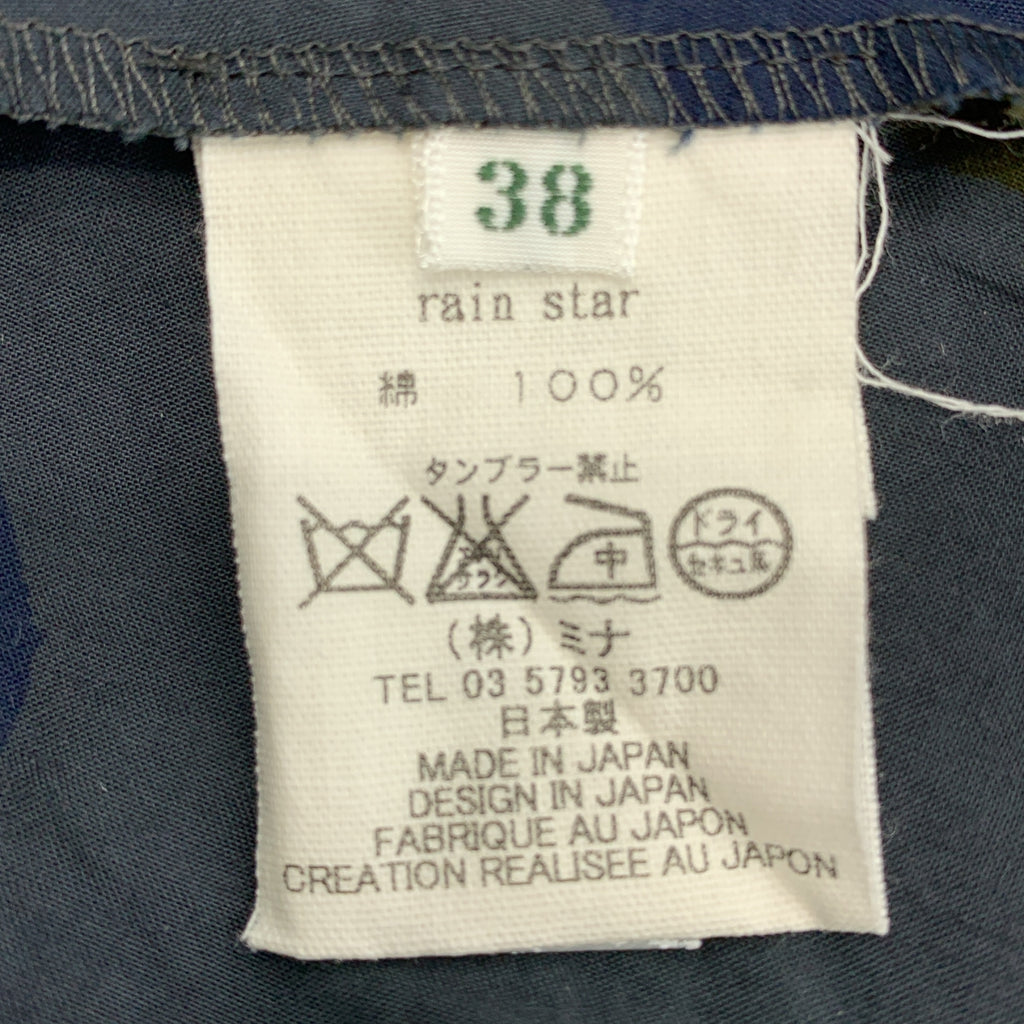 38
rain star
綿 100%
タンブラー禁止
中 ドライ
セキユ系
(株)ミナ
TEL 03 5793 3700
日本製
MADE IN JAPAN
DESIGN IN JAPAN
FABRIQUE AU JAPON
CREATION REALISEE AU JAPON